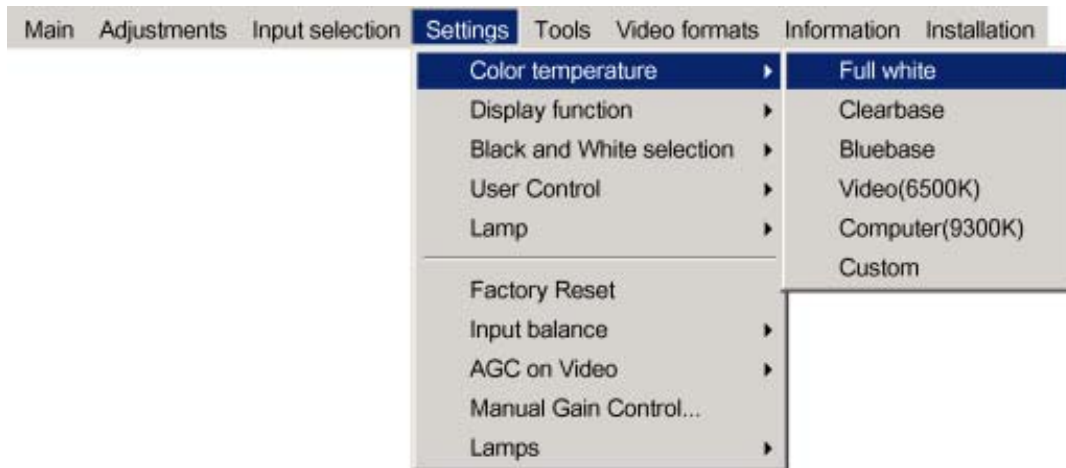 Main Adjustments Input selection Settings Tools Video formats Information Installation
Color temperature
Display function
Black and White selection
User Control
Lamp
Factory Reset
Input balance
AGC on Video
Manual Gain Control...
Lamps
Full white
Clearbase
Bluebase
Video(6500K)
Computer(9300K)
Custom